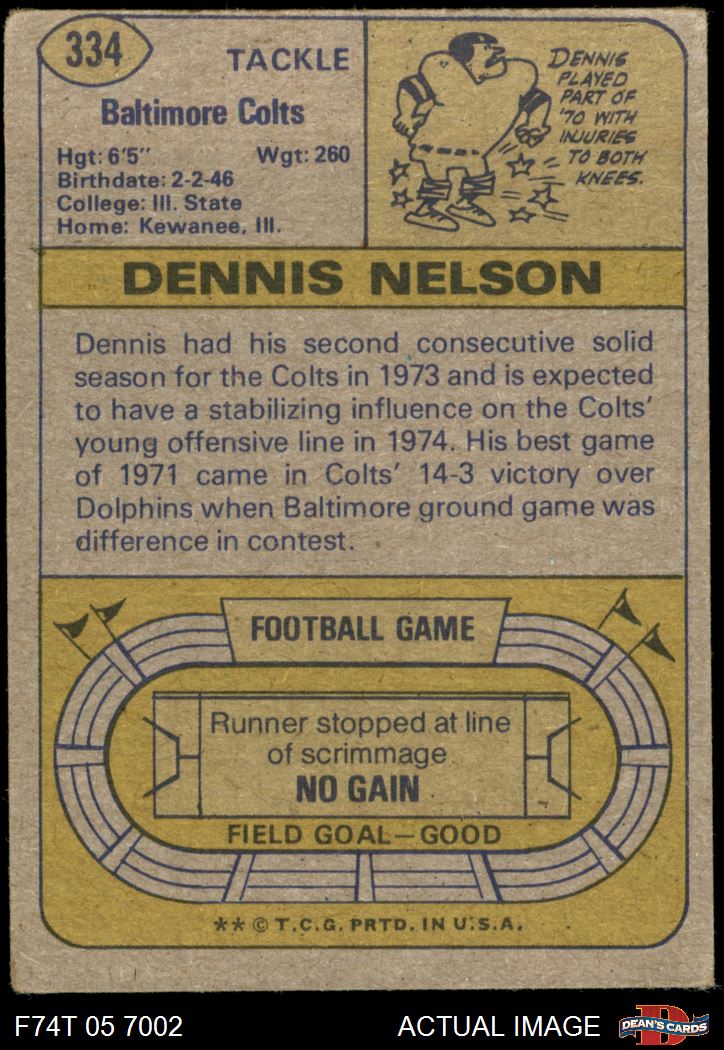 334
TACKLE
Baltimore Colts
Hgt: 6'5" Wgt: 260
Birthdate: 2-2-46
College: Ill. State
Home: Kewanee, Ill.
DENNIS
PLAYED
PART OF
'70 WITH
INJURIES
TO BOTH
KNEES.
DENNIS NELSON
Dennis had his second consecutive solid
season for the Colts in 1973 and is expected
to have a stabilizing influence on the Colts'
young offensive line in 1974. His best game
of 1971 came in Colts' 14-3 victory over
Dolphins when Baltimore ground game was
difference in contest.
FOOTBALL GAME
Runner stopped at line
of scrimmage
NO GAIN
FIELD GOAL—GOOD
** © T.C.G. PRTD. IN U.S.A.
F74T 05 7002 ACTUAL IMAGE
D
DEAN'S CARDS